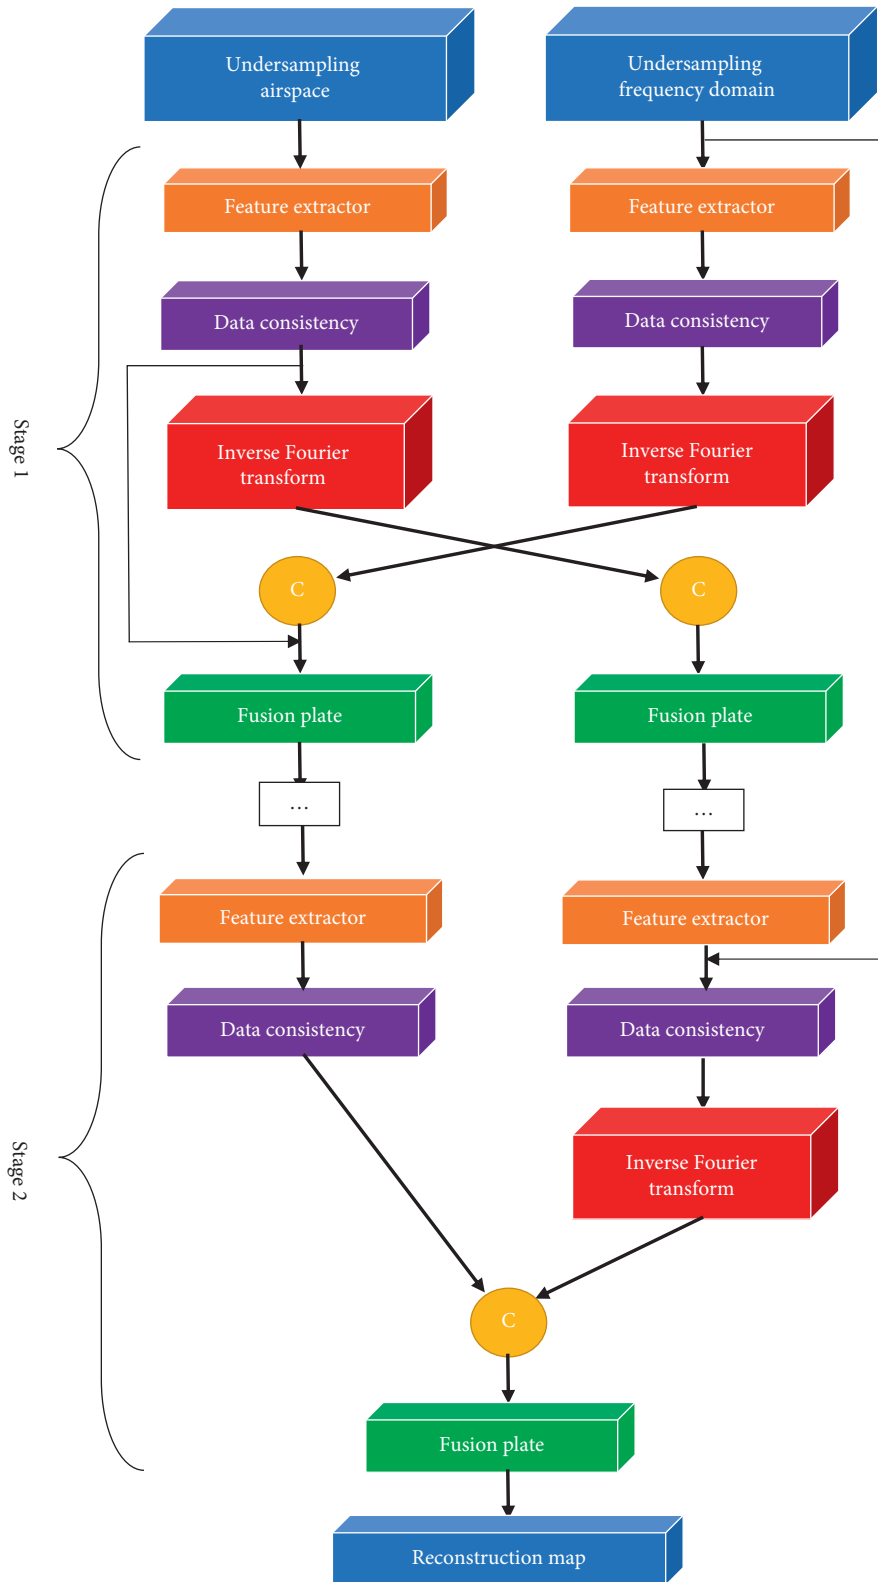 Undersampling
airspace
Undersampling
frequency domain
Feature extractor
Feature extractor
Data consistency
Data consistency
Stage 1
Inverse Fourier
transform
Inverse Fourier
transform
C
C
Fusion plate
Fusion plate
...
...
Feature extractor
Feature extractor
Data consistency
Data consistency
Stage 2
Inverse Fourier
transform
C
Fusion plate
Reconstruction map